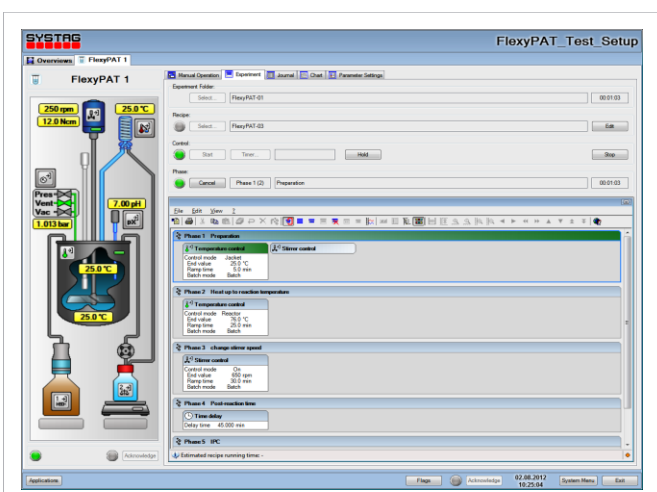 SYSTAG
FlexyPAT_Test_Setup
Overviews FlexyPAT 1
FlexyPAT 1
Manual Operation Experiment Journal Chart Parameter Settings
Experiment Folder:
Select... FlexyPAT-01 00:01:03
Recipe:
Select... FlexyPAT-03 Edit
Control:
Start Timer... Hold Stop
Phase:
Cancel Phase 1 (2) Preparation 00:01:03
250 rpm
12.0 Ncm
25.0 °C
Pres
Vent
Vac
1.013 bar
7.00 pH
pX
25.0 °C
25.0 °C
File Edit View ?
Phase 1 Preparation
Temperature control Stirrer control
Control mode Jacket
End value 25.0 °C
Ramp time 5.0 min
Batch mode Batch
Phase 2 Heat up to reaction temperature
Temperature control
Control mode Reactor
End value 76.0 °C
Ramp time 25.0 min
Batch mode Batch
Phase 3 change stirrer speed
Stirrer control
Control mode On
End value 650 rpm
Ramp time 30.0 min
Batch mode Batch
Phase 4 Post-reaction time
Time delay
Delay time 45.000 min
Phase 5 IPC
Estimated recipe running time: -
Acknowledge
Applications Flags Acknowledge 02.08.2012 10:25:04 System Menu Exit